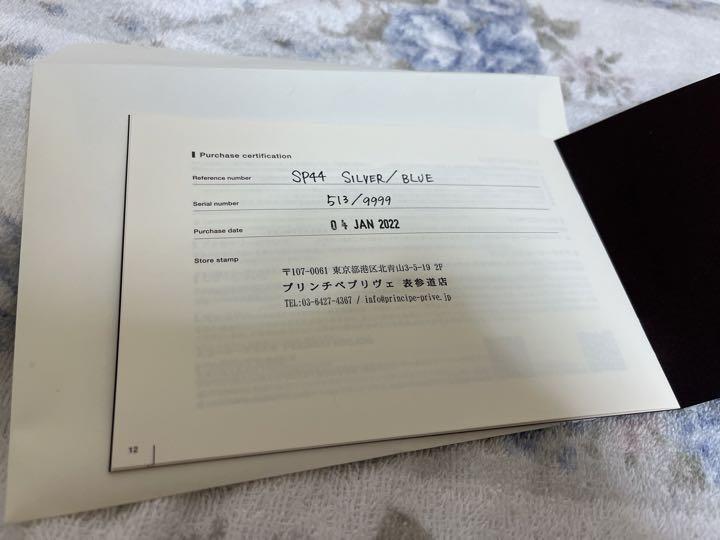 Purchase certification
Reference number SP44 SILVER/BLUE
Serial number 513/9999
Purchase date 04 JAN 2022
Store stamp
〒107-0061 東京都港区北青山3-5-19 2F
プリンチペプリヴェ 表参道店
TEL:03-6427-4367 / info@principe-prive.jp
12